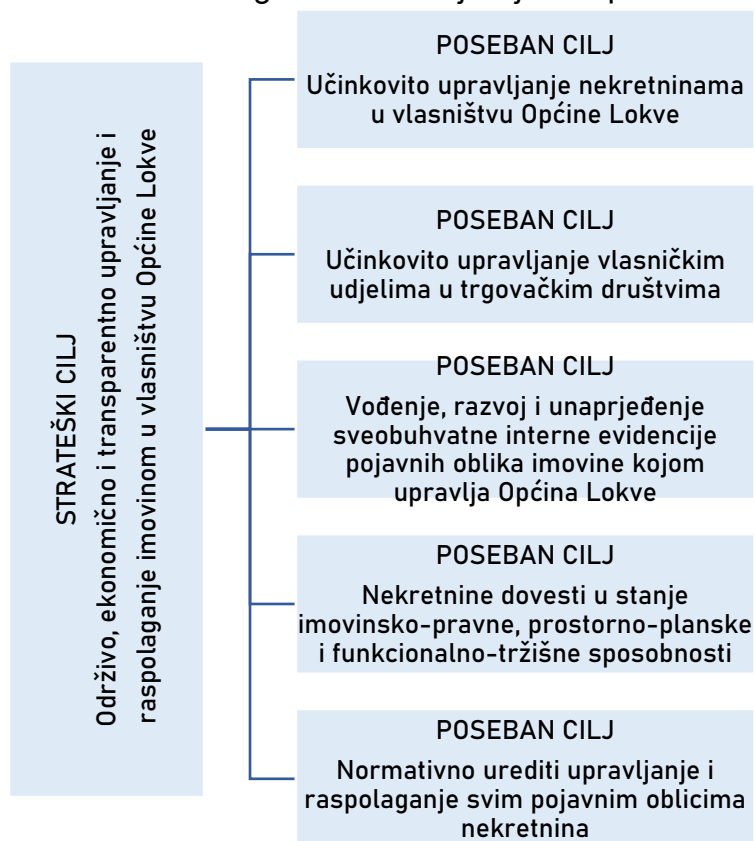 STRATEŠKI CILJ
Održivo, ekonomično i transparentno upravljanje i
raspolaganje imovinom u vlasništvu Općine Lokve
POSEBAN CILJ
Učinkovito upravljanje nekretninama
u vlasništvu Općine Lokve
POSEBAN CILJ
Učinkovito upravljanje vlasničkim
udjelima u trgovačkim društvima
POSEBAN CILJ
Vođenje, razvoj i unaprjeđenje
sveobuhvatne interne evidencije
pojavnih oblika imovine kojom
upravlja Općina Lokve
POSEBAN CILJ
Nekretnine dovesti u stanje
imovinsko-pravne, prostorno-planske
i funkcionalno-tržišne sposobnosti
POSEBAN CILJ
Normativno urediti upravljanje i
raspolaganje svim pojavnim oblicima
nekretnina